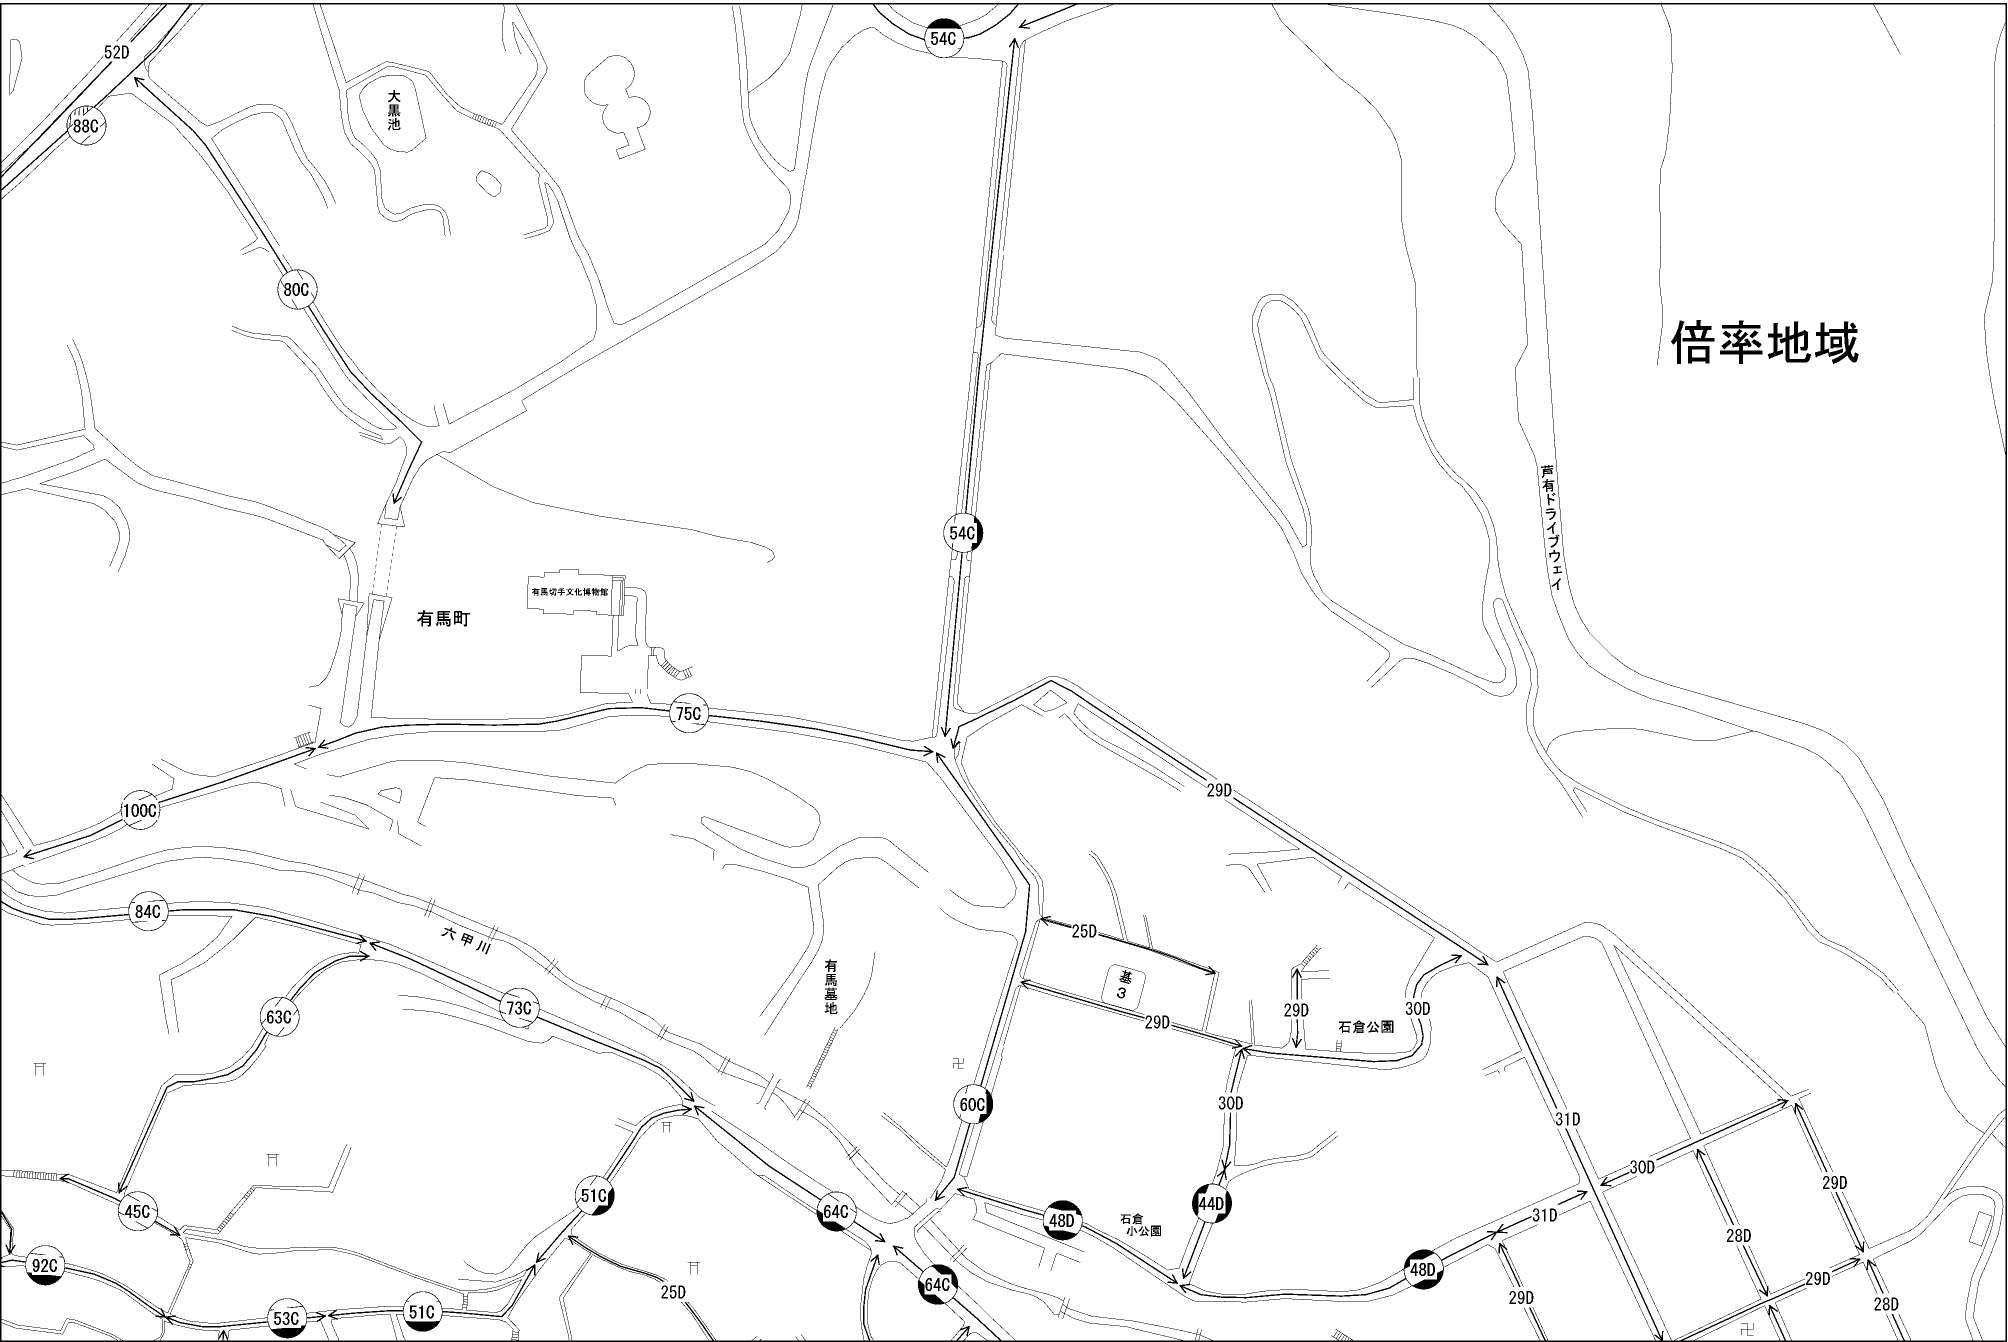 54C
52D
88C
大黒池
80C
倍率地域
芦有ドライブウェイ
54C
有馬切手文化博物館
有馬町
75C
29D
100C
84C
六甲川
25D
有馬墓地
基
3
63C
73C
29D
29D
30D
石倉公園
60C
30D
31D
30D
29D
51C
44D
45C
64C
48D
石倉
小公園
31D
28D
92C
48D
64C
29D
25D
29D
28D
53C
51C